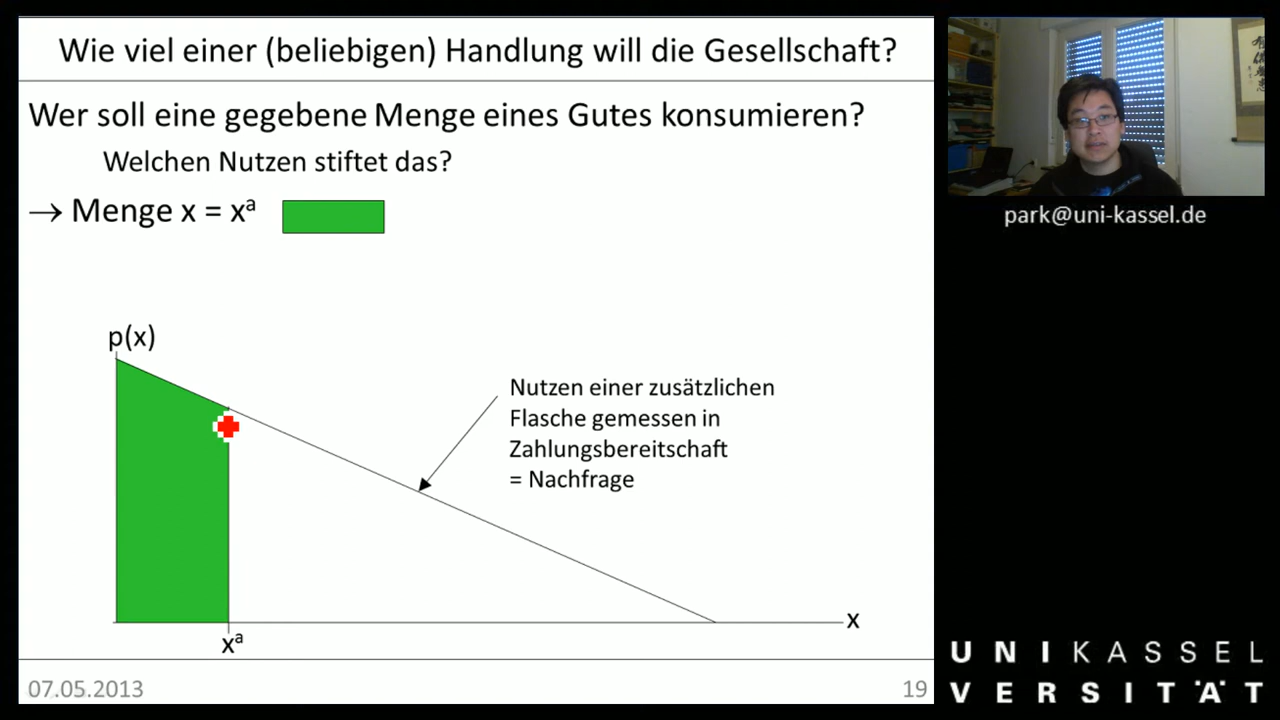 Wie viel einer (beliebigen) Handlung will die Gesellschaft?
Wer soll eine gegebene Menge eines Gutes konsumieren?
Welchen Nutzen stiftet das?
→ Menge x = xᵃ
p(x)
Nutzen einer zusätzlichen
Flasche gemessen in
Zahlungsbereitschaft
= Nachfrage
x
xᵃ
07.05.2013
19
park@uni-kassel.de
UNIKASSEL
VERSITÄT